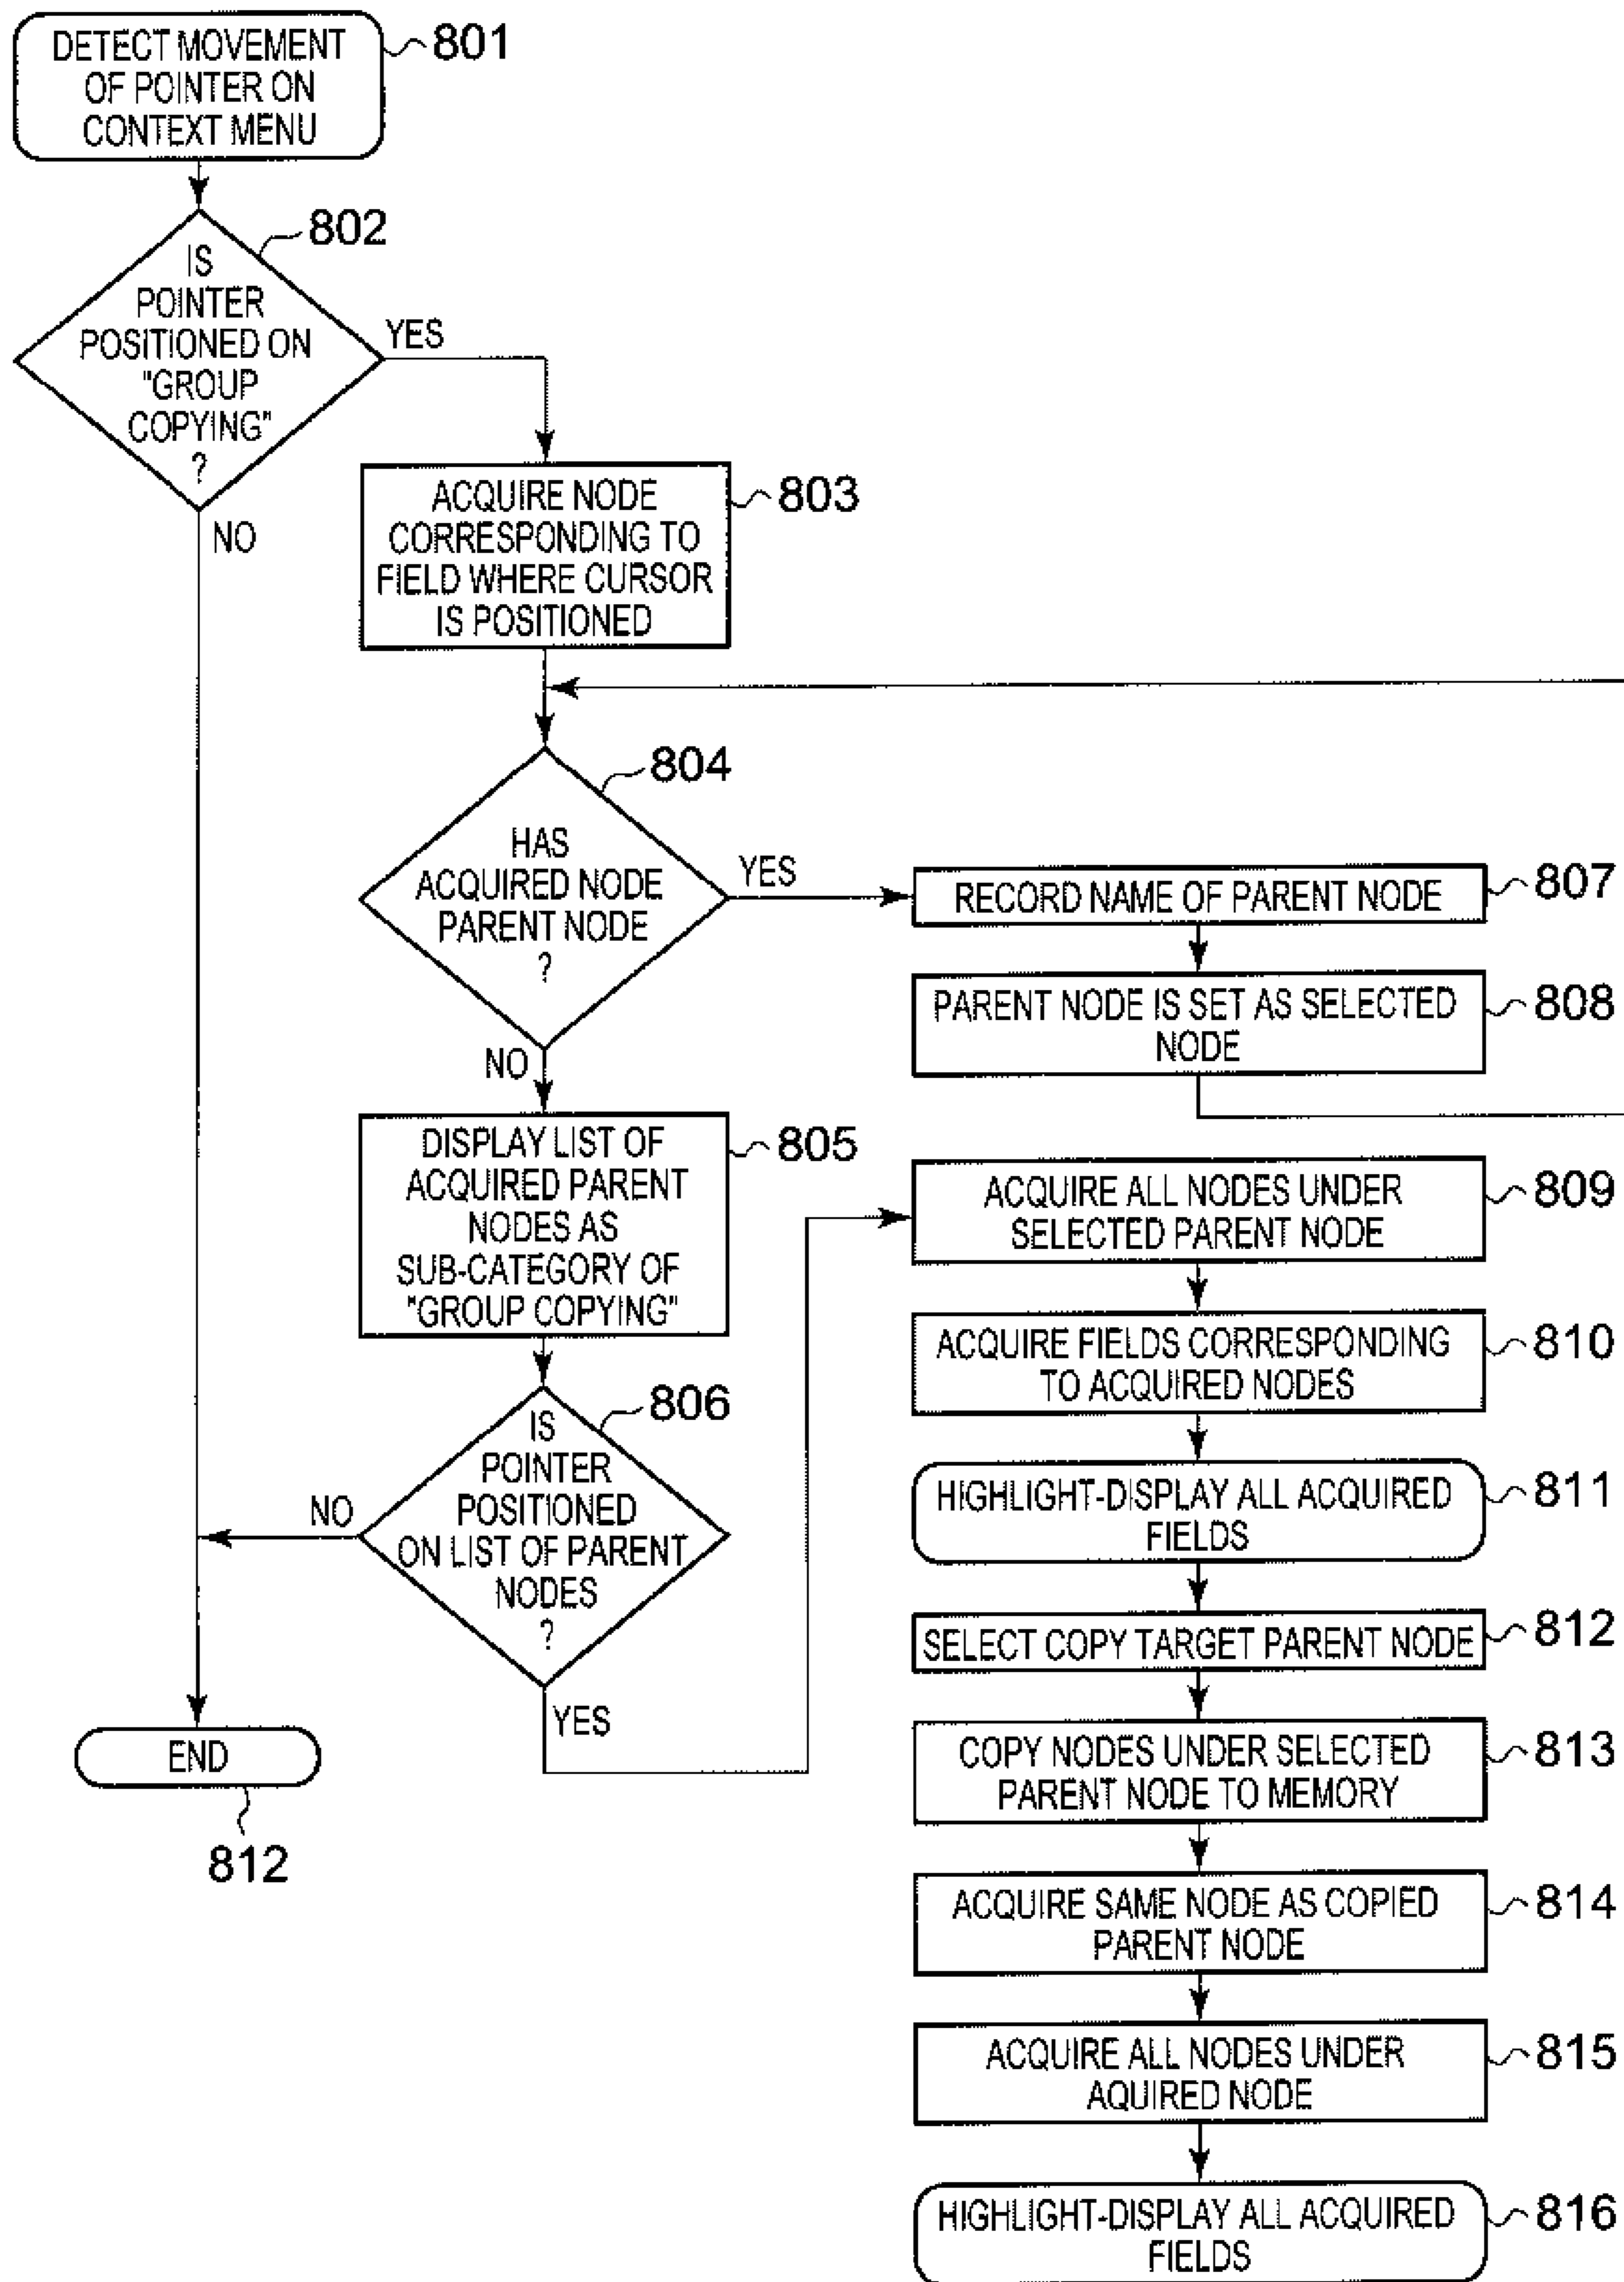 DETECT MOVEMENT
OF POINTER ON
CONTEXT MENU
801
802
IS
POINTER
POSITIONED ON
"GROUP
COPYING"
?
YES
NO
ACQUIRE NODE
CORRESPONDING TO
FIELD WHERE CURSOR
IS POSITIONED
803
804
HAS
ACQUIRED NODE
PARENT NODE
?
YES
NO
RECORD NAME OF PARENT NODE
807
PARENT NODE IS SET AS SELECTED
NODE
808
DISPLAY LIST OF
ACQUIRED PARENT
NODES AS
SUB-CATEGORY OF
"GROUP COPYING"
805
806
IS
POINTER
POSITIONED
ON LIST OF PARENT
NODES
?
NO
YES
END
812
ACQUIRE ALL NODES UNDER
SELECTED PARENT NODE
809
ACQUIRE FIELDS CORRESPONDING
TO ACQUIRED NODES
810
HIGHLIGHT-DISPLAY ALL ACQUIRED
FIELDS
811
SELECT COPY TARGET PARENT NODE
812
COPY NODES UNDER SELECTED
PARENT NODE TO MEMORY
813
ACQUIRE SAME NODE AS COPIED
PARENT NODE
814
ACQUIRE ALL NODES UNDER
AQUIRED NODE
815
HIGHLIGHT-DISPLAY ALL ACQUIRED
FIELDS
816